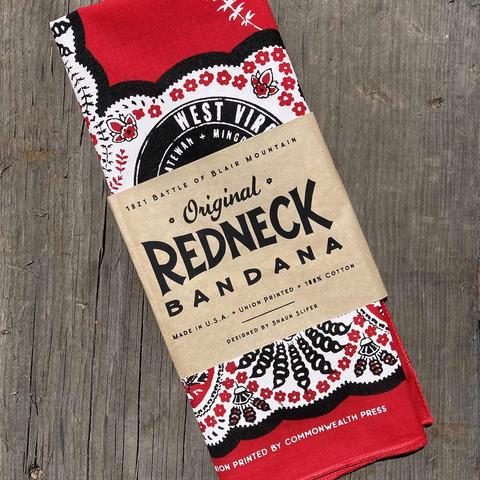 WEST VIR
TEWAN + MINGO
1921 BATTLE OF BLAIR MOUNTAIN
• Original •
REDNECK
BANDANA
MADE IN U.S.A. + UNION PRINTED + 100% COTTON
DESIGNED BY SHAUN SLIFER
ION PRINTED BY COMMONWEALTH PRESS